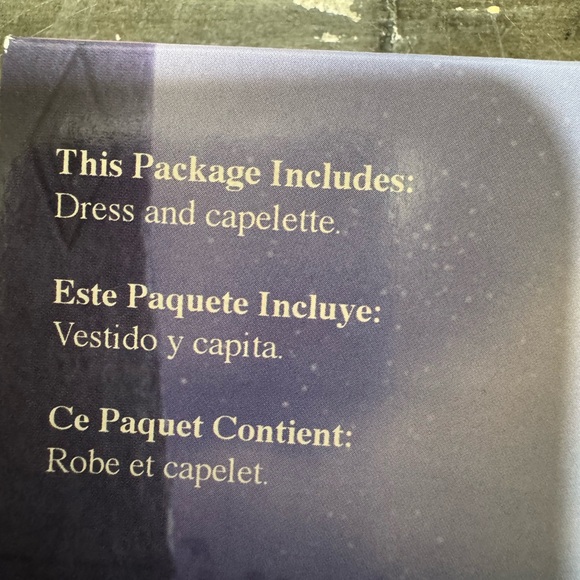 This Package Includes:
Dress and capelette.
Este Paquete Incluye:
Vestido y capita.
Ce Paquet Contient:
Robe et capelet.